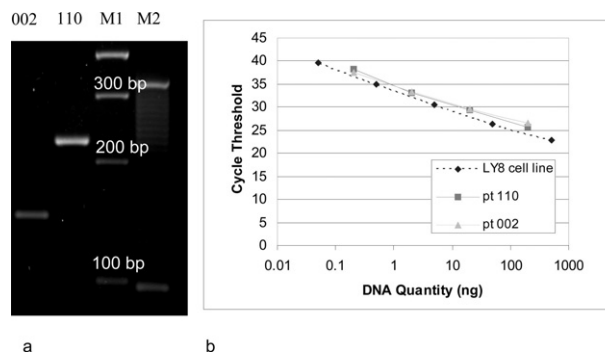 002 110 M1 M2
300 bp
200 bp
100 bp
a
45
40
35
30
25
20
15
10
5
0
Cycle Threshold
LY8 cell line
pt 110
pt 002
0.01 0.1 1 10 100 1000
DNA Quantity (ng)
b